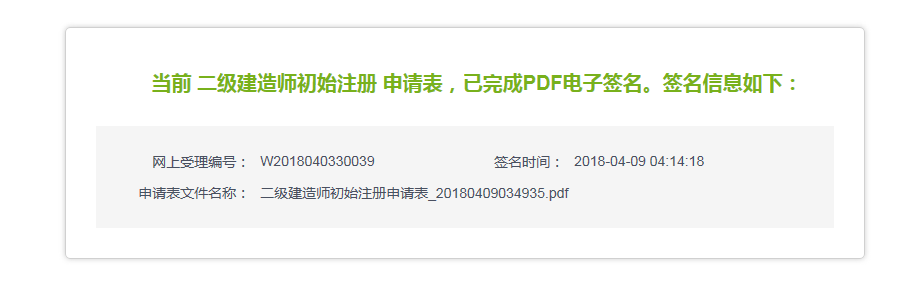 当前 二级建造师初始注册 申请表，已完成PDF电子签名。签名信息如下：
网上受理编号： W2018040330039 签名时间： 2018-04-09 04:14:18
申请表文件名称： 二级建造师初始注册申请表_20180409034935.pdf